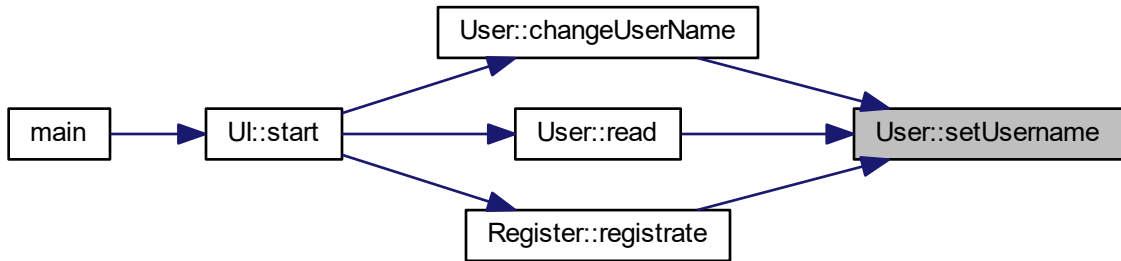 main
UI::start
User::changeUserName
User::read
Register::registrate
User::setUsername